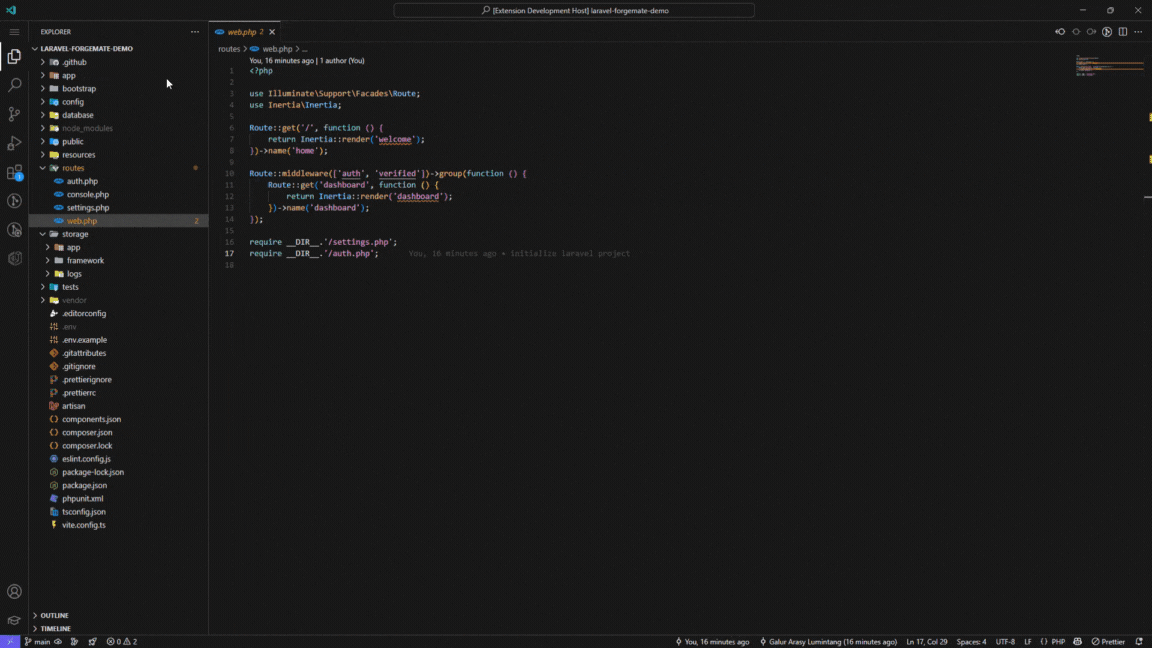 [Extension Development Host] laravel-forgemate-demo
EXPLORER
LARAVEL-FORGEMATE-DEMO
.github
app
bootstrap
config
database
node_modules
public
resources
routes
auth.php
console.php
settings.php
web.php 2
storage
app
framework
logs
tests
vendor
.editorconfig
.env
.env.example
.gitattributes
.gitignore
.prettierignore
.prettierrc
artisan
components.json
composer.json
composer.lock
eslint.config.js
package-lock.json
package.json
phpunit.xml
tsconfig.json
vite.config.ts
OUTLINE
TIMELINE
web.php 2
routes > web.php > ...
You, 16 minutes ago | 1 author (You)
1 <?php
2
3 use Illuminate\Support\Facades\Route;
4 use Inertia\Inertia;
5
6 Route::get('/', function () {
7 return Inertia::render('welcome');
8 })->name('home');
9
10 Route::middleware(['auth', 'verified'])->group(function () {
11 Route::get('dashboard', function () {
12 return Inertia::render('dashboard');
13 })->name('dashboard');
14 });
15
16 require __DIR__.'/settings.php';
17 require __DIR__.'/auth.php'; You, 16 minutes ago • initialize laravel project
18
1
main 0 2 You, 16 minutes ago Galur Arasy Lumintang (16 minutes ago) Ln 17, Col 29 Spaces: 4 UTF-8 LF { } PHP Prettier